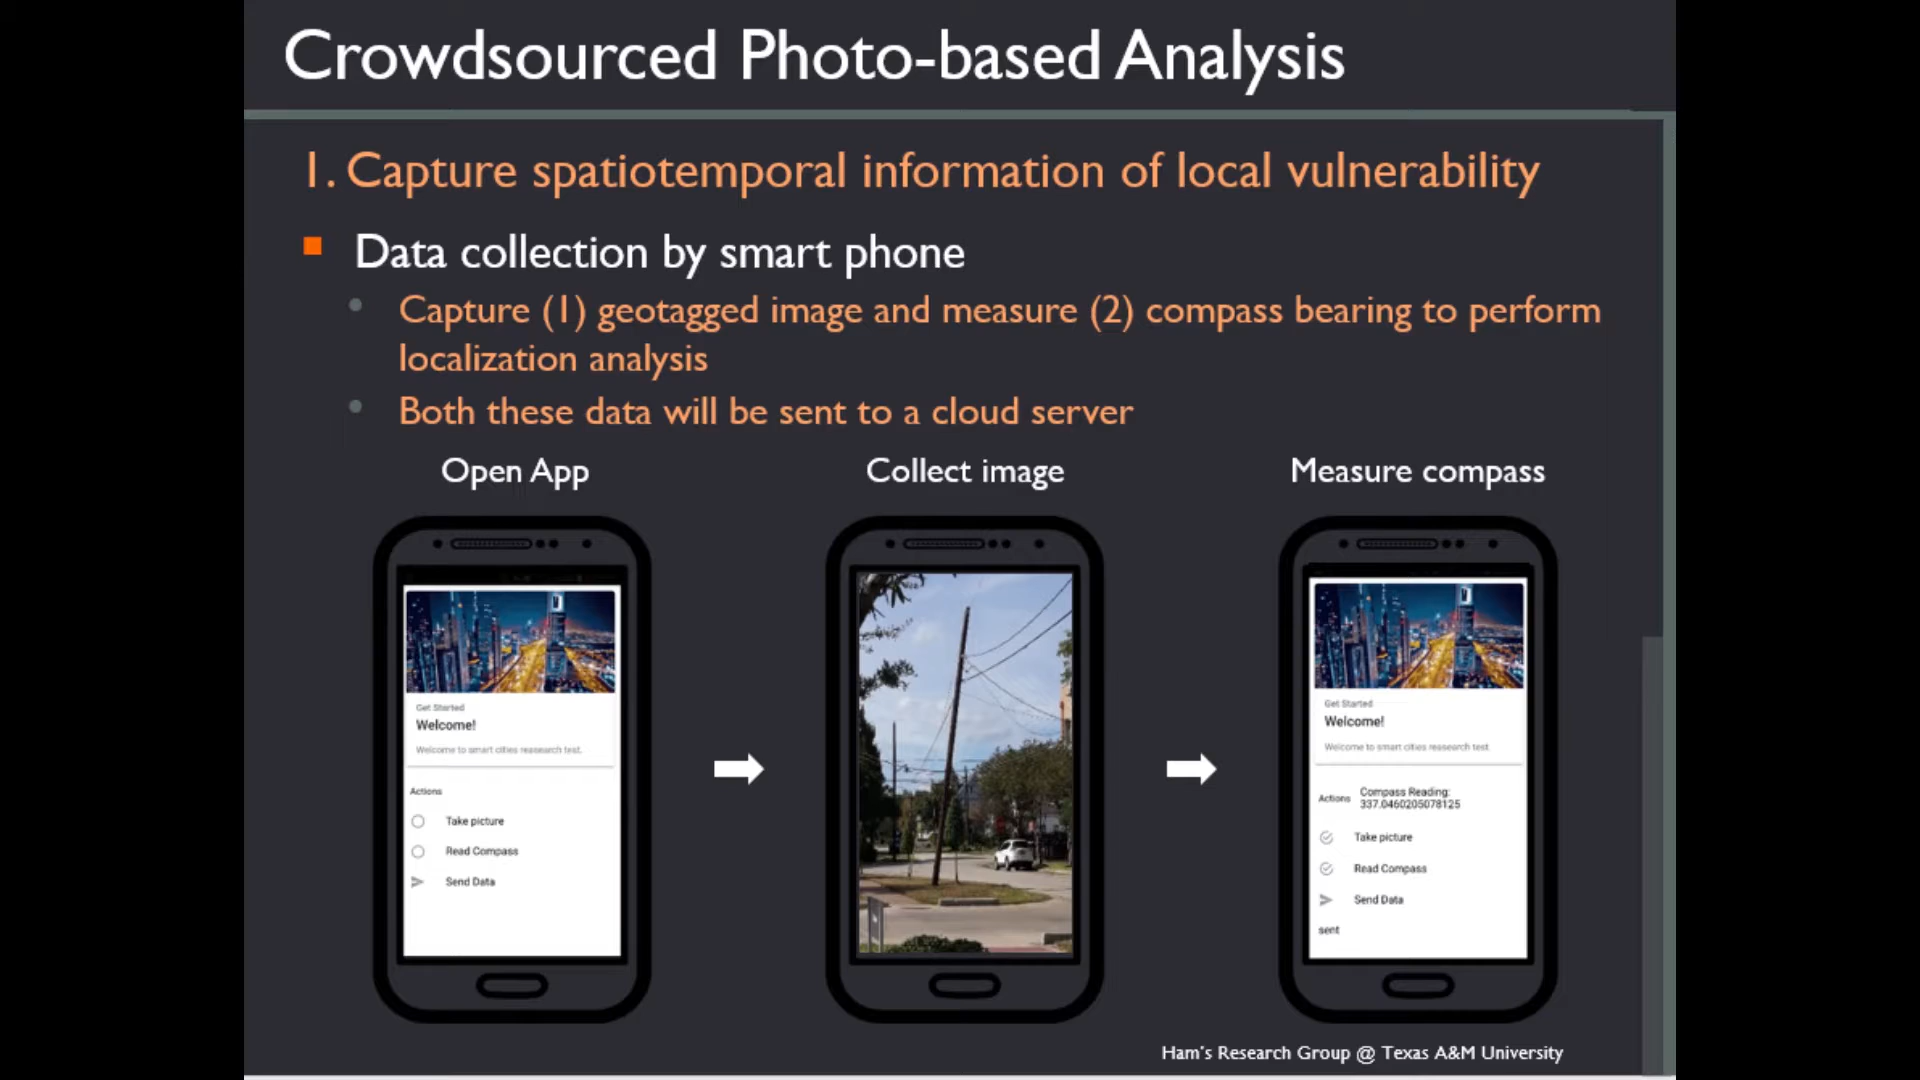 Crowdsourced Photo-based Analysis
1. Capture spatiotemporal information of local vulnerability
Data collection by smart phone
Capture (1) geotagged image and measure (2) compass bearing to perform
localization analysis
Both these data will be sent to a cloud server
Open App
Collect image
Measure compass
Get Started
Welcome!
Welcome to smart cities reasearch test.
Actions
Take picture
Read Compass
Send Data
Get Started
Welcome!
Welcome to smart cities reasearch test.
Actions
Compass Reading:
337.0460205078125
Take picture
Read Compass
Send Data
sent
Ham's Research Group @ Texas A&M University